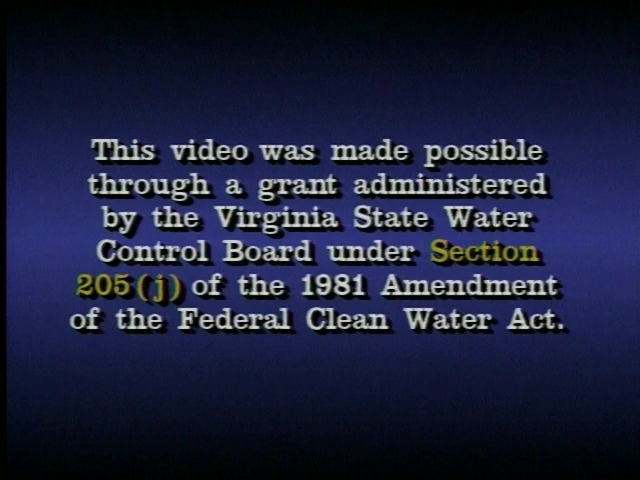 This video was made possible
through a grant administered
by the Virginia State Water
Control Board under Section
205(j) of the 1981 Amendment
of the Federal Clean Water Act.